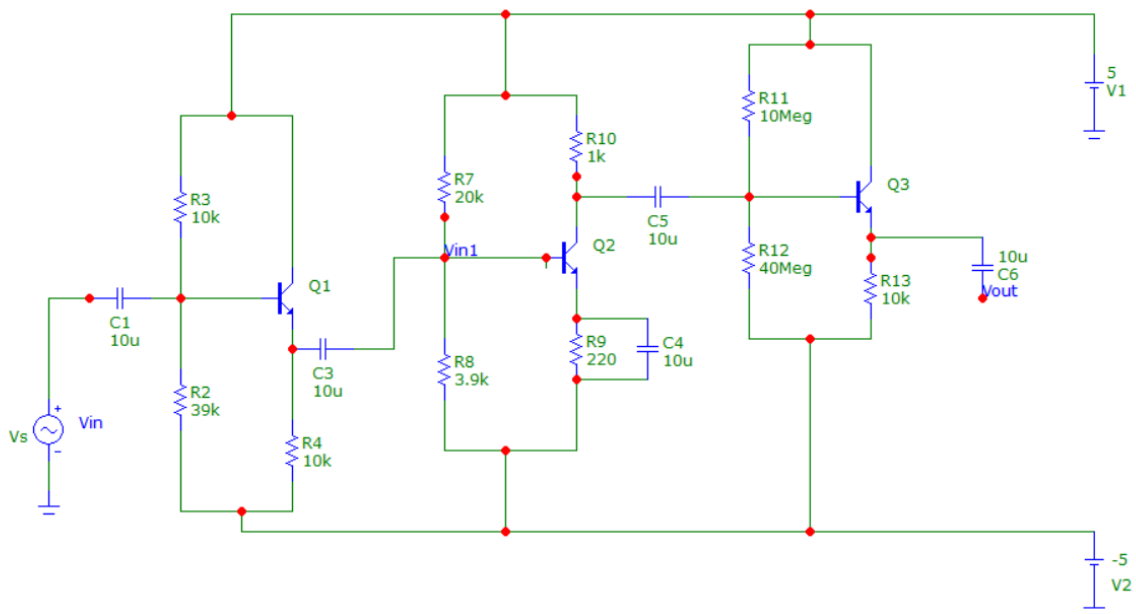 5
V1
R11
10Meg
R10
1k
R7
20k
Q3
R3
10k
C5
10u
Vin1
Q2
R12
40Meg
10u
C6
Vout
R13
10k
Q1
C1
10u
C3
10u
R8
3.9k
R9
220
C4
10u
R2
39k
Vs
+
-
Vin
R4
10k
-5
V2